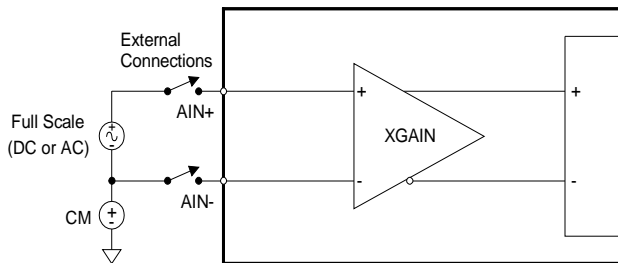 External
Connections
+
+
AIN+
Full Scale
(DC or AC)
+
-
XGAIN
-
-
AIN-
CM
+
-